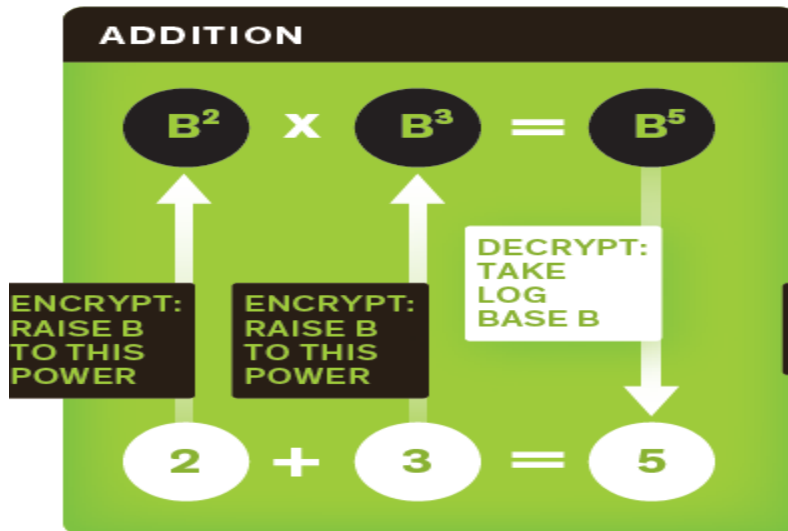 ADDITION
B² x B³ = B⁵
DECRYPT:
TAKE
LOG
BASE B
ENCRYPT:
RAISE B
TO THIS
POWER
ENCRYPT:
RAISE B
TO THIS
POWER
2 + 3 = 5